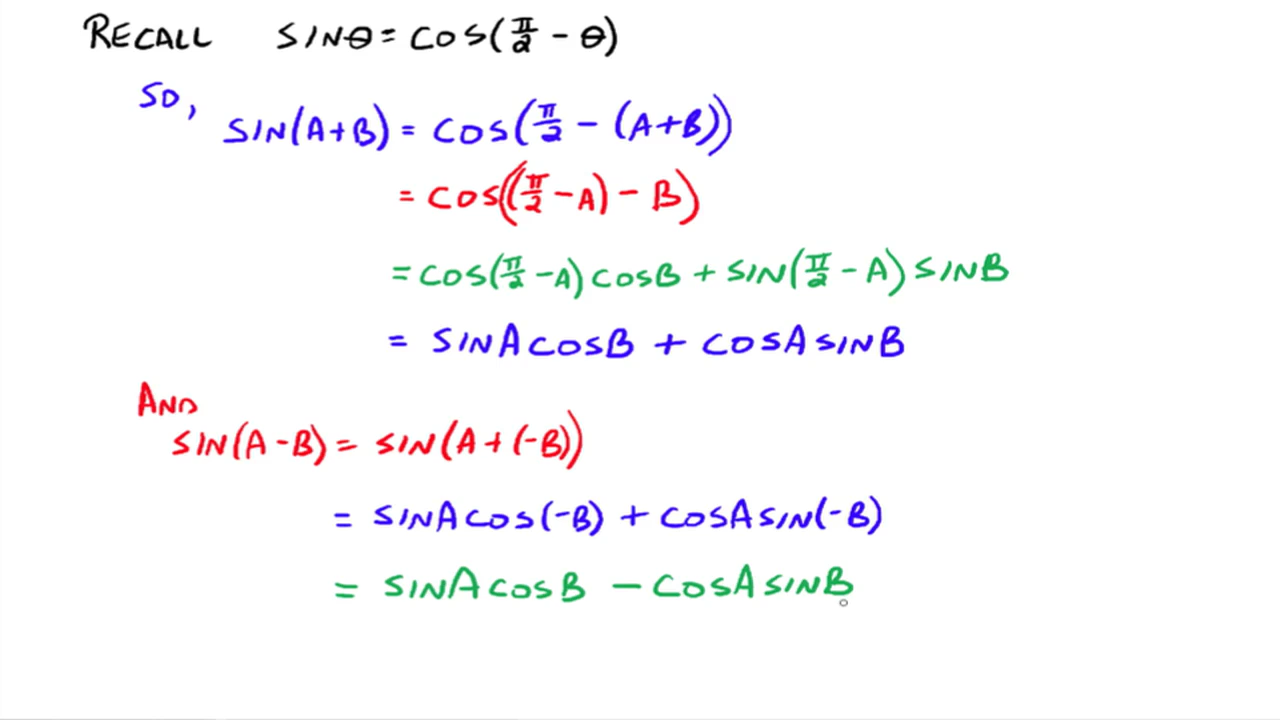 RECALL sinθ = cos(π/2 - θ)
SO,
sin(A+B) = cos(π/2 - (A+B))
= cos((π/2 - A) - B)
= cos(π/2 - A) cosB + sin(π/2 - A) sinB
= sinA cosB + cosA sinB
AND
sin(A-B) = sin(A+(-B))
= sinA cos(-B) + cosA sin(-B)
= sinA cosB - cosA sinB